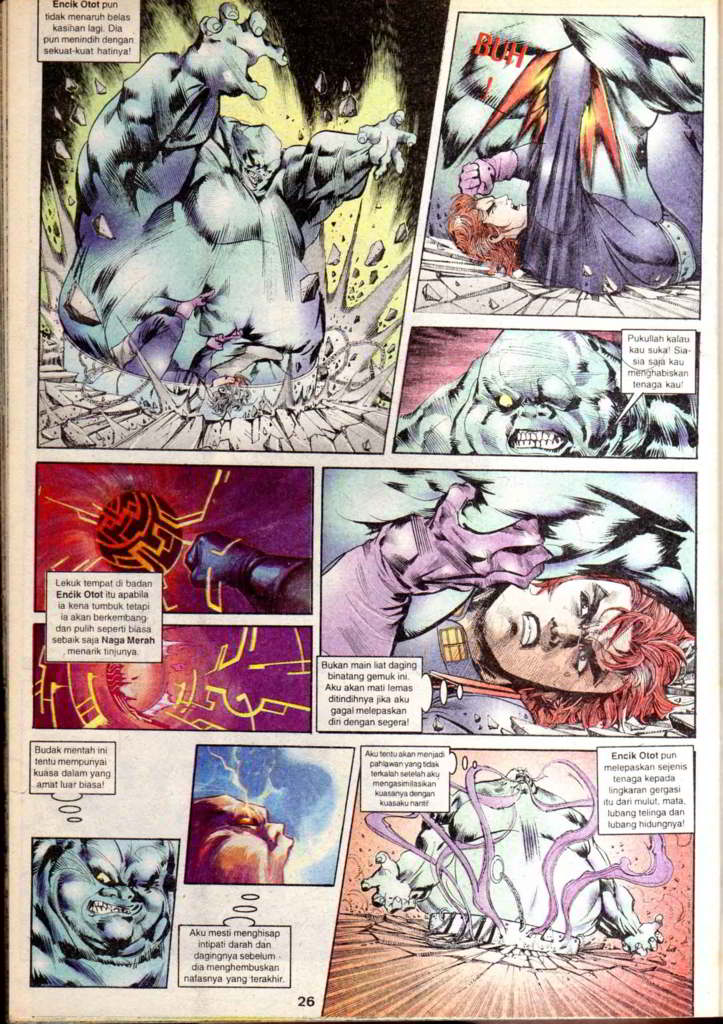 Encik Otot pun
tidak menaruh belas
kasihan lagi. Dia
pun menindih dengan
sekuat-kuat hatinya!
BUH
!
Pukullah kalau
kau suka! Sia-
sia saja kau
menghabiskan
tenaga kau!
Lekuk tempat di badan
Encik Otot itu apabila
ia kena tumbuk tetapi
ia akan berkembang
dan pulih seperti biasa
sebaik saja Naga Merah
menarik tinjunya.
Bukan main liat daging
binatang gemuk ini.
Aku akan mati lemas
ditindihnya jika aku
gagal melepaskan
diri dengan segera!
Budak mentah ini
tentu mempunyai
kuasa dalam yang
amat luar biasa!
Aku mesti menghisap
intipati darah dan
dagingnya sebelum
dia menghembuskan
nafasnya yang terakhir.
Aku tentu akan menjadi
pahlawan yang tidak
terkalah setelah aku
mengasimilasikan
kuasanya dengan
kuasaku nanti!
Encik Otot pun
melepaskan sejenis
tenaga kepada
lingkaran gergasi
itu dari mulut, mata,
lubang telinga dan
lubang hidungnya!
26